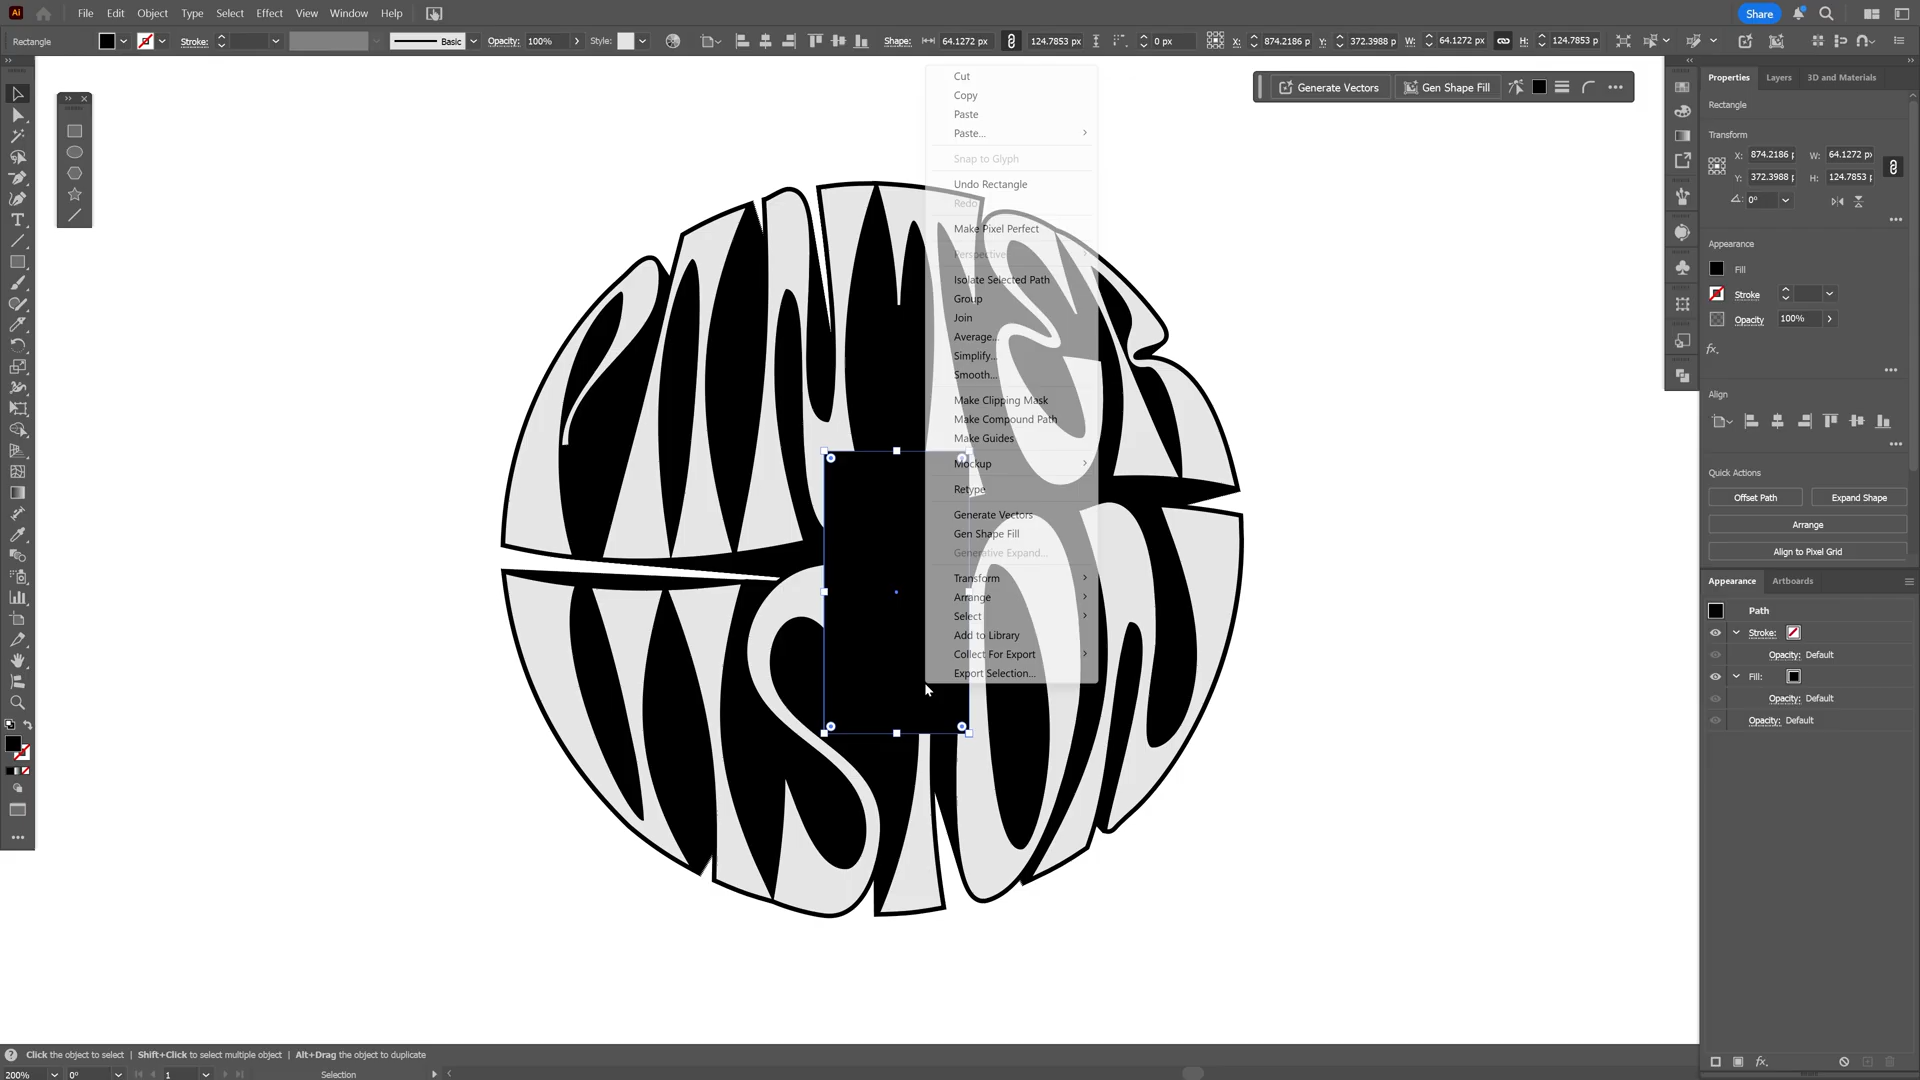 Ai File Edit Object Type Select Effect View Window Help Share
Rectangle Stroke: Basic Opacity: 100% Style: Shape: 64.1272 px 124.7853 px 0 px X: 874.2186 p Y: 372.3988 p W: 64.1272 px H: 124.7853 p
Generate Vectors Gen Shape Fill
Cut
Copy
Paste
Paste...
Snap to Glyph
Undo Rectangle
Redo
Make Pixel Perfect
Perspective
Isolate Selected Path
Group
Join
Average...
Simplify...
Smooth...
Make Clipping Mask
Make Compound Path
Make Guides
Mockup
Retype
Generate Vectors
Gen Shape Fill
Generative Expand...
Transform
Arrange
Select
Add to Library
Collect For Export
Export Selection...
Properties Layers 3D and Materials
Rectangle
Transform
X: 874.2186 p W: 64.1272 px
Y: 372.3988 p H: 124.7853 p
0°
Appearance
Fill
Stroke
Opacity 100%
fx.
Align
Quick Actions
Offset Path Expand Shape
Arrange
Align to Pixel Grid
Appearance Artboards
Path
Stroke:
Opacity: Default
Fill:
Opacity: Default
Opacity: Default
fx.
Click the object to select Shift+Click to select multiple object Alt+Drag the object to duplicate
200% 0° 1 Selection